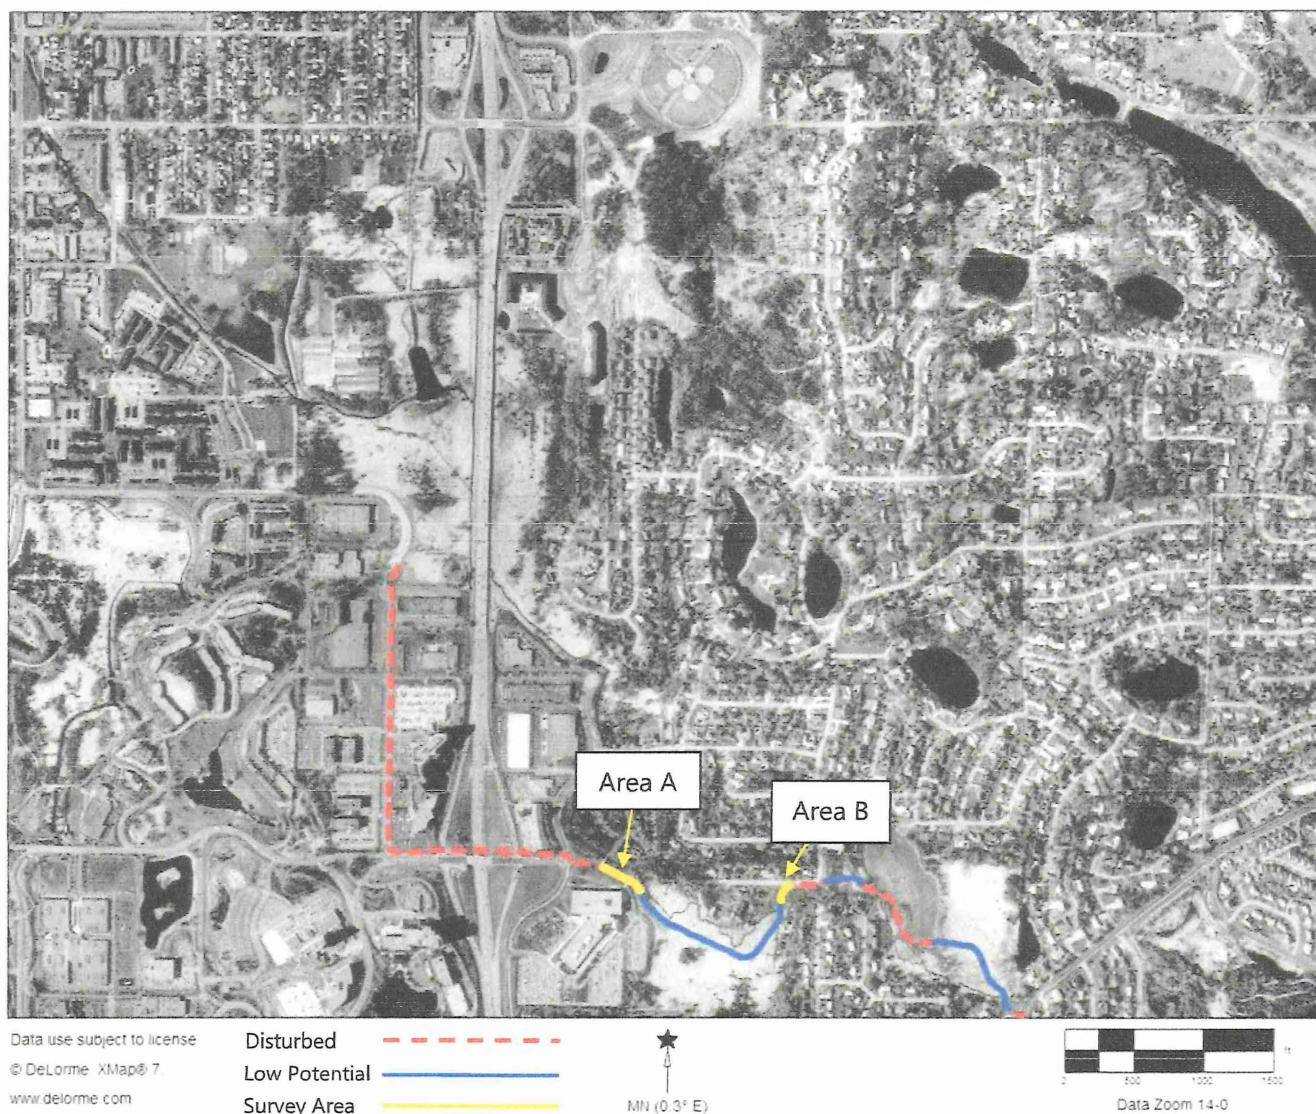 Area A
Area B
Data use subject to license
© DeLorme XMap® 7.
www.delorme.com
Disturbed
Low Potential
Survey Area
MN (0.3° E)
ft
0 500 1000 1500
Data Zoom 14-0